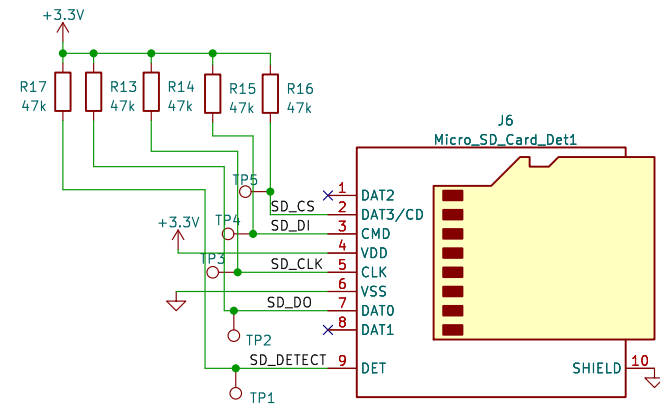 +3.3V
R17
47k
R13
47k
R14
47k
R15
47k
R16
47k
J6
Micro_SD_Card_Det1
TP5
1
DAT2
SD_CS
2
DAT3/CD
TP4
SD_DI
3
CMD
+3.3V
4
VDD
TP3
SD_CLK
5
CLK
6
VSS
SD_DO
7
DAT0
8
DAT1
TP2
SD_DETECT
9
DET
SHIELD
10
TP1